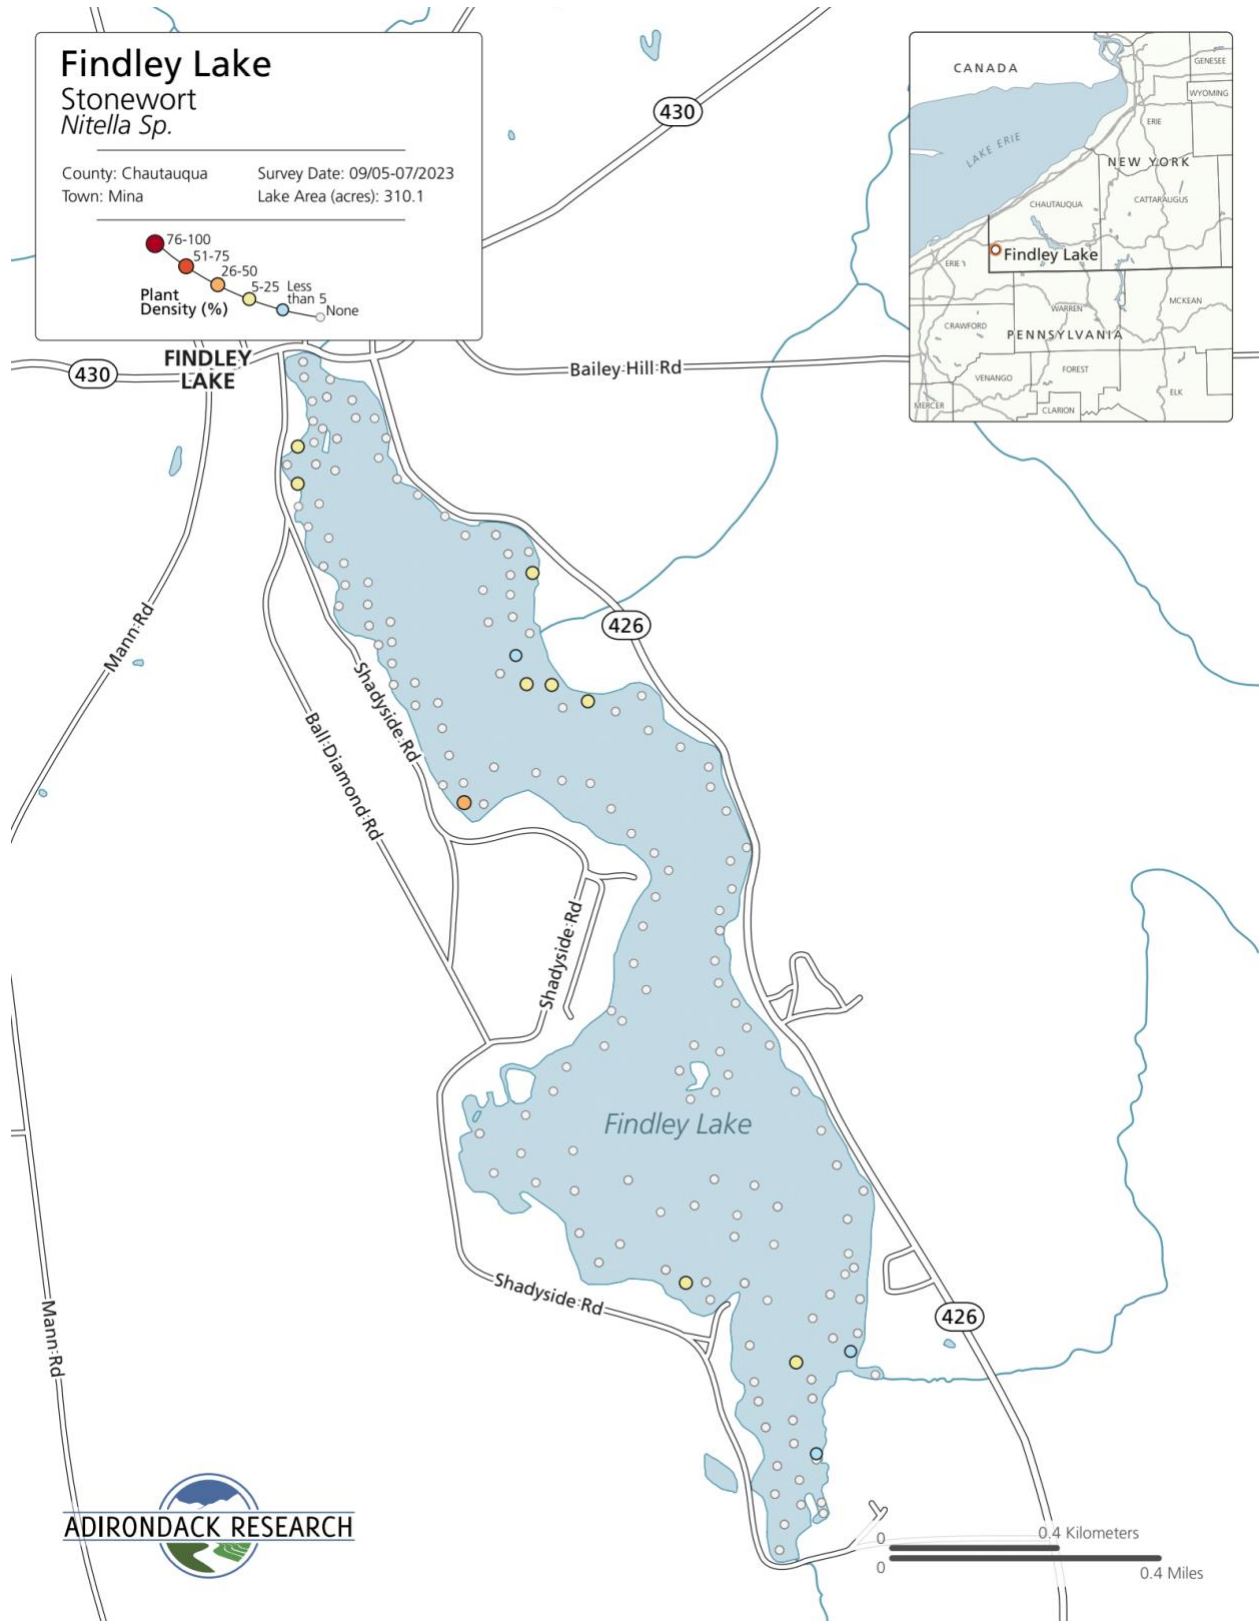 Findley Lake
Stonewort
Nitella Sp.
County: Chautauqua
Survey Date: 09/05-07/2023
Town: Mina
Lake Area (acres): 310.1
76-100
51-75
26-50
5-25
Less
than 5
None
Plant
Density (%)
430
CANADA
GENESEE
WYOMING
ERIE
LAKE ERIE
NEW YORK
CHAUTAUQUA
CATTARAUGUS
Findley Lake
ERIE
WARREN
MCKEAN
CRAWFORD
PENNSYLVANIA
VENANGO
FOREST
ELK
MERCER
CLARION
FINDLEY
LAKE
430
Bailey Hill Rd
426
Mann Rd
Shadyside Rd
Ball Diamond Rd
Shadyside Rd
Findley Lake
Shadyside Rd
Mann Rd
426
ADIRONDACK RESEARCH
0
0.4 Kilometers
0
0.4 Miles